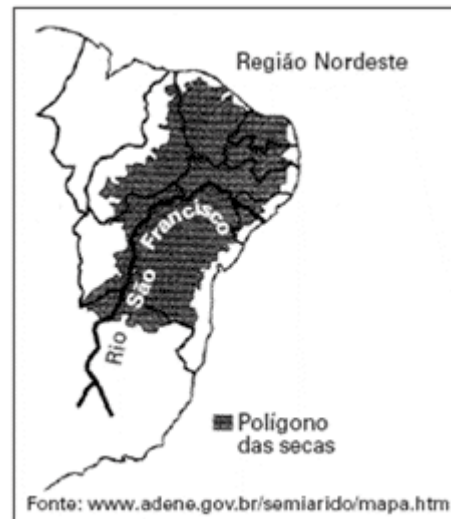 Região Nordeste
Rio São Francisco
Polígono
das secas
Fonte: www.adene.gov.br/semiarido/mapa.htm